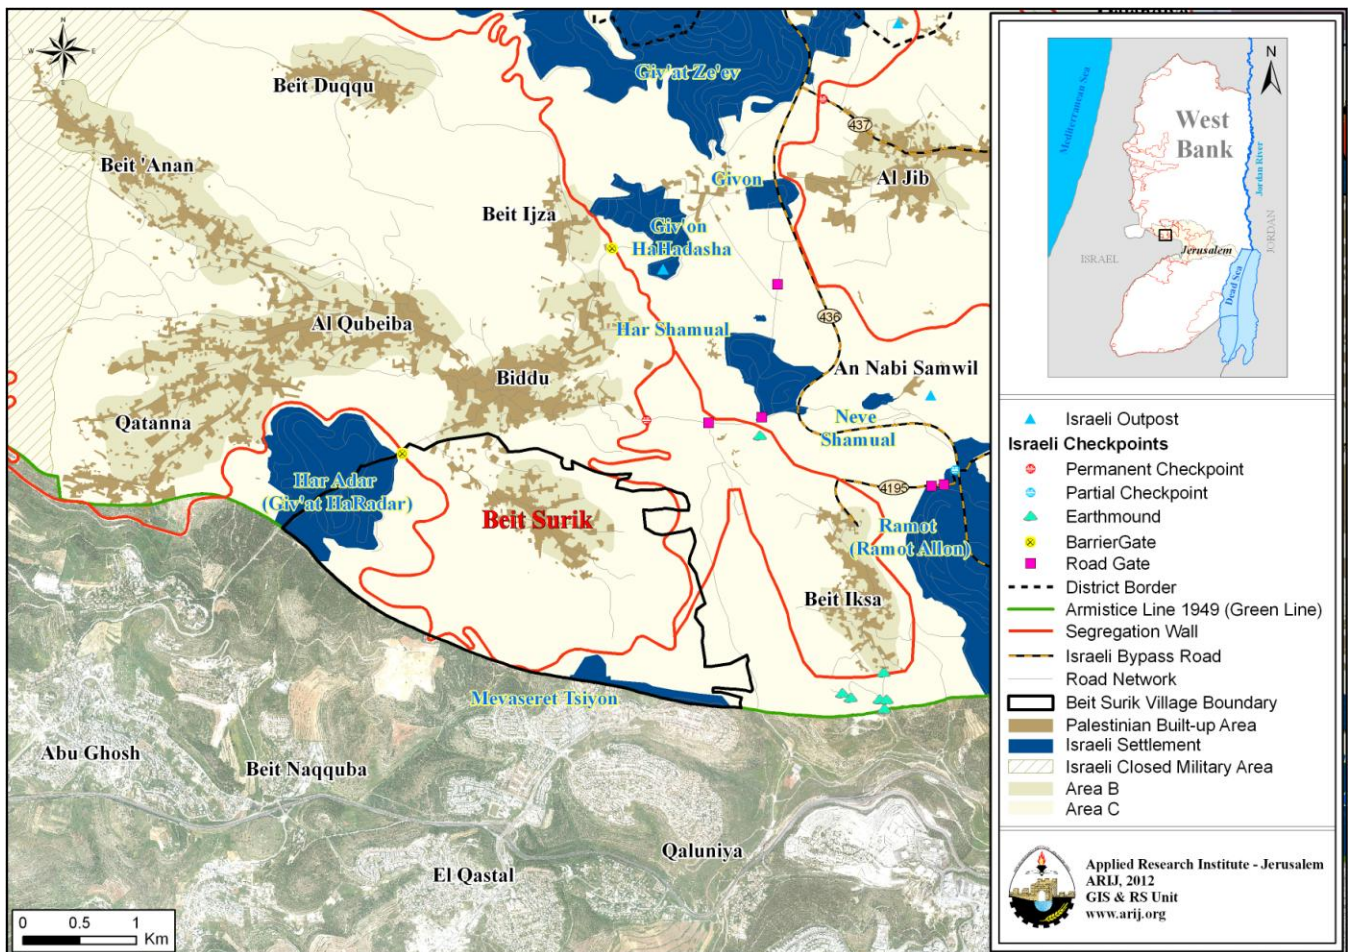 N
W
E
S
Giv'at Ze'ev
Beit Duqqu
437
Beit 'Anan
Givon
Al Jib
Beit Ijza
Giv'on
HaHadasha
436
Al Qubeiba
Har Shamual
An Nabi Samwil
Biddu
Qatanna
Neve
Shamual
Har Adar
(Giv'at HaRadar)
4195
Beit Surik
Ramot
(Ramot Allon)
Beit Iksa
Mevaseret Tsiyon
Abu Ghosh
Beit Naqquba
Qaluniya
El Qastal
0 0.5 1
Km
N
Mediterranean Sea
West
Bank
Jordan River
JORDAN
ISRAEL
Jerusalem
Dead Sea
Israeli Outpost
Israeli Checkpoints
Permanent Checkpoint
Partial Checkpoint
Earthmound
BarrierGate
Road Gate
District Border
Armistice Line 1949 (Green Line)
Segregation Wall
Israeli Bypass Road
Road Network
Beit Surik Village Boundary
Palestinian Built-up Area
Israeli Settlement
Israeli Closed Military Area
Area B
Area C
Applied Research Institute - Jerusalem
ARIJ, 2012
GIS & RS Unit
www.arij.org